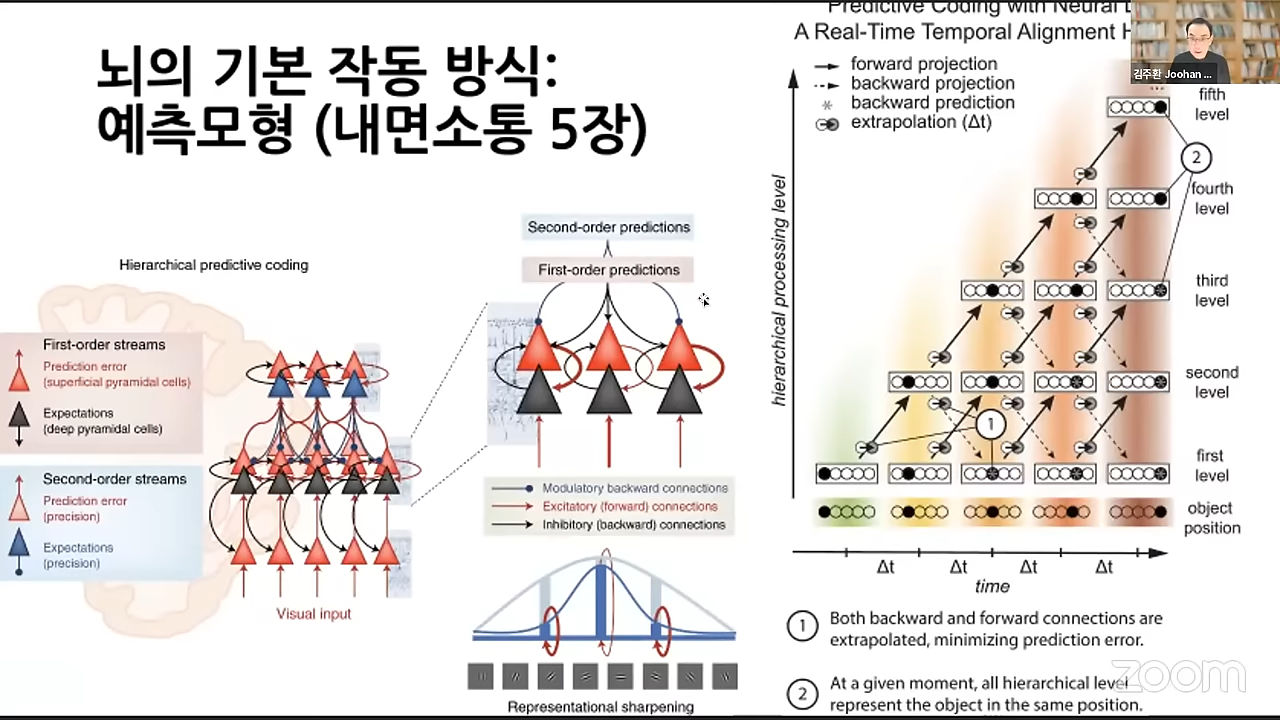 뇌의 기본 작동 방식:
예측모형 (내면소통 5장)
Hierarchical predictive coding
First-order streams
Prediction error
(superficial pyramidal cells)
Expectations
(deep pyramidal cells)
Second-order streams
Prediction error
(precision)
Expectations
(precision)
Visual input
Second-order predictions
First-order predictions
Modulatory backward connections
Excitatory (forward) connections
Inhibitory (backward) connections
Representational sharpening
Predictive Coding with Neural
A Real-Time Temporal Alignment
forward projection
backward projection
backward prediction
extrapolation (Δt)
hierarchical processing level
fifth
level
2
fourth
level
third
level
second
level
1
first
level
object
position
Δt Δt Δt Δt
time
1 Both backward and forward connections are
extrapolated, minimizing prediction error.
2 At a given moment, all hierarchical level
represent the object in the same position.
김주환 Joohan ...
zoom